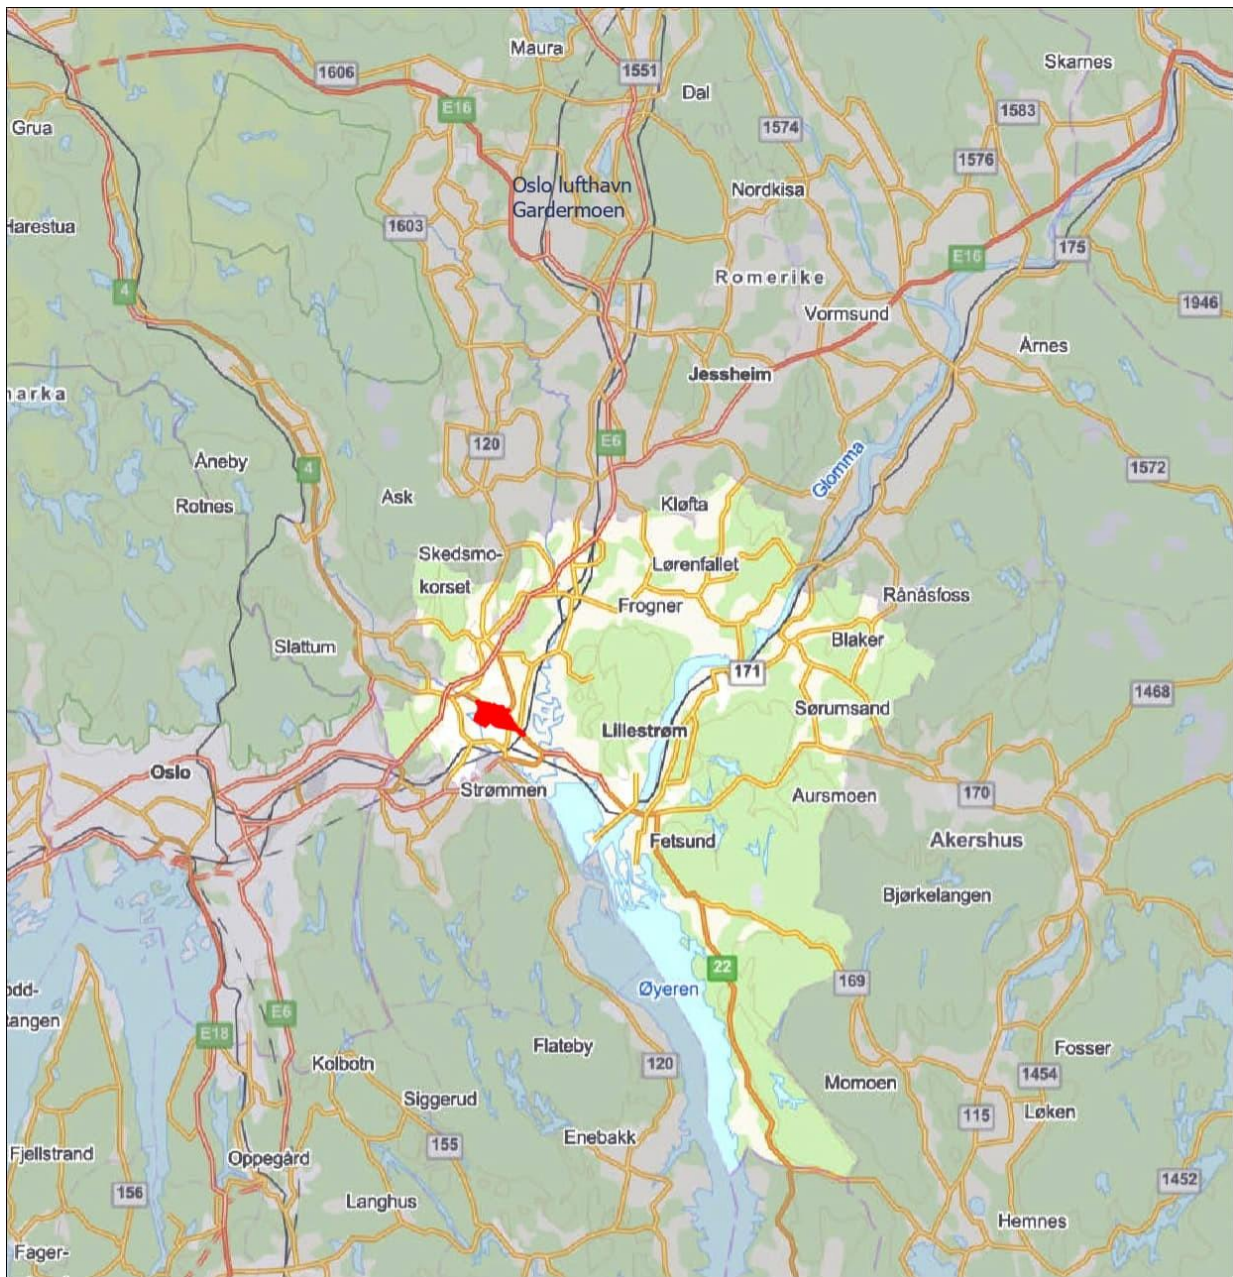 Maura
1606
1551
Skarnes
Dal
E16
1583
Grua
1574
1576
Oslo lufthavn
Gardermoen
Nordkisa
Harestua
1603
175
E16
Romerike
4
1946
Vormsund
Årnes
Jessheim
marka
E6
120
Åneby
4
Glomma
1572
Ask
Rotnes
Kløfta
Skedsmo-
korset
Lørenfallet
Rånåsfoss
Frogner
Blaker
Slattum
171
1468
Sørumsand
Lillestrøm
Oslo
Strømmen
Aursmoen
170
Fetsund
Akershus
Bjørkelangen
22
169
odd-
tangen
Øyeren
E6
E18
Flateby
Fosser
Kolbotn
120
1454
Momoen
Siggerud
115
Løken
155
Enebakk
Fjellstrand
Oppegård
1452
156
Langhus
Hemnes
Fager-